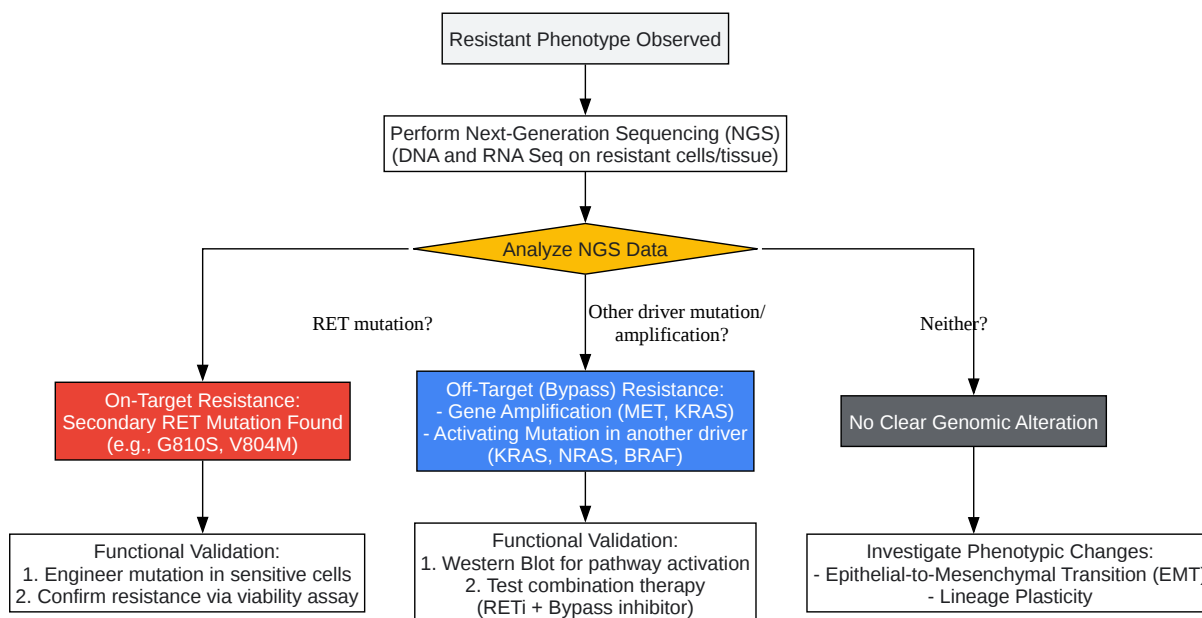 Resistant Phenotype Observed
Perform Next-Generation Sequencing (NGS)
(DNA and RNA Seq on resistant cells/tissue)
Analyze NGS Data
RET mutation?
Other driver mutation/
amplification?
Neither?
On-Target Resistance:
Secondary RET Mutation Found
(e.g., G810S, V804M)
Off-Target (Bypass) Resistance:
- Gene Amplification (MET, KRAS)
- Activating Mutation in another driver
(KRAS, NRAS, BRAF)
No Clear Genomic Alteration
Functional Validation:
1. Engineer mutation in sensitive cells
2. Confirm resistance via viability assay
Functional Validation:
1. Western Blot for pathway activation
2. Test combination therapy
(RETi + Bypass inhibitor)
Investigate Phenotypic Changes:
- Epithelial-to-Mesenchymal Transition (EMT)
- Lineage Plasticity